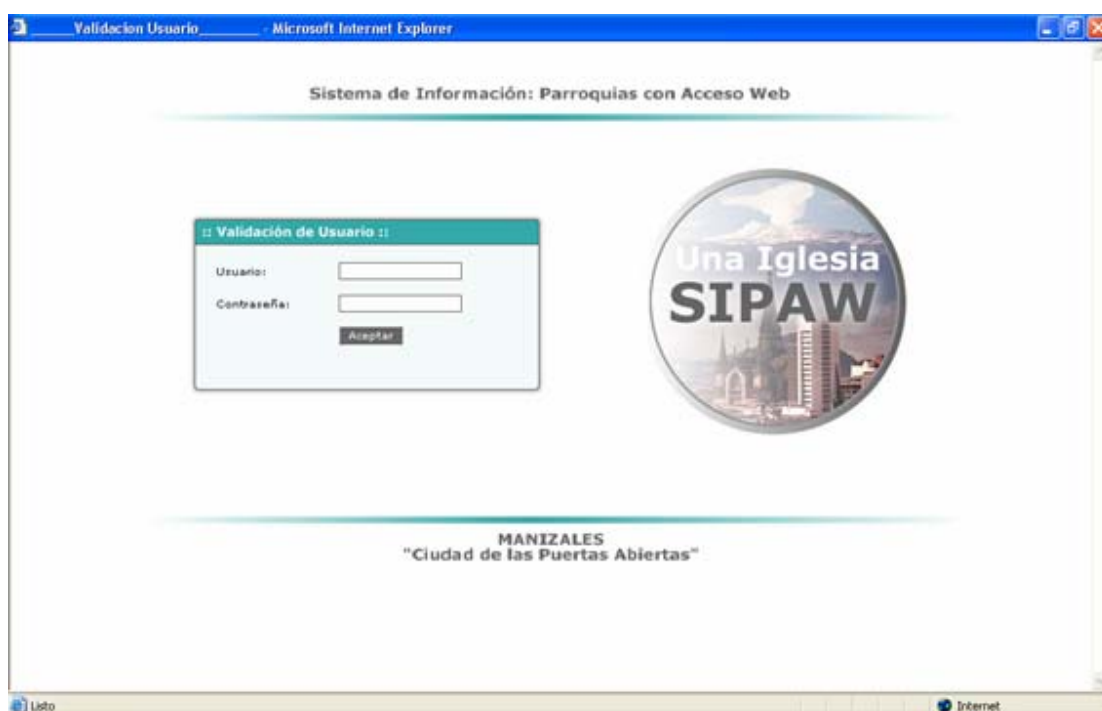 _____Validacion Usuario________ - Microsoft Internet Explorer
Sistema de Información: Parroquias con Acceso Web
:: Validación de Usuario ::
Usuario:
Contraseña:
Aceptar
Una Iglesia
SIPAW
MANIZALES
"Ciudad de las Puertas Abiertas"
Listo
Internet